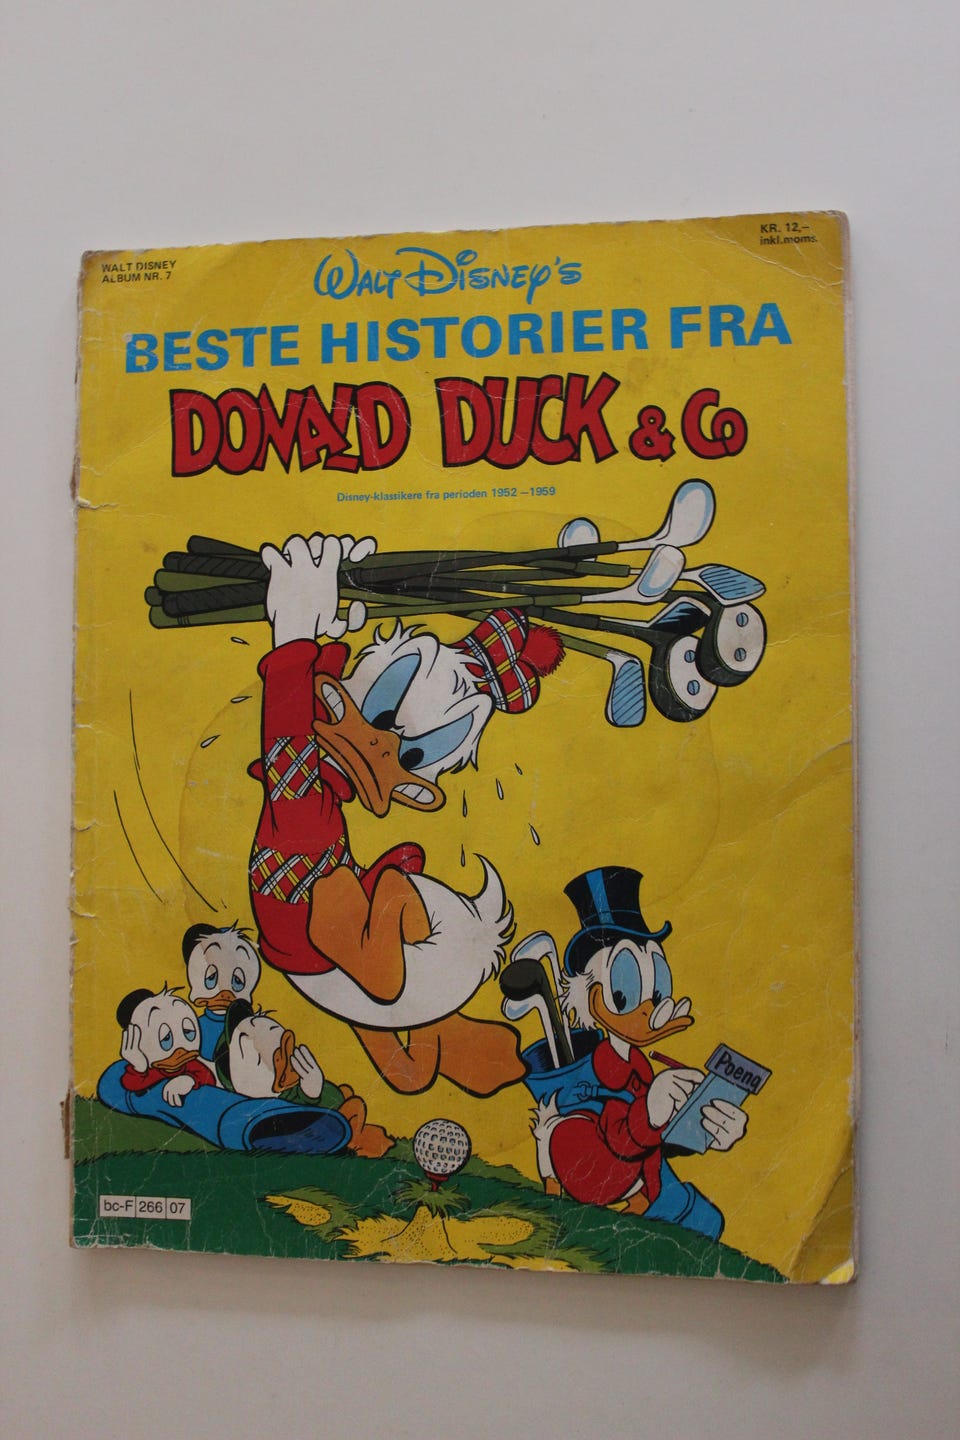 WALT DISNEY
ALBUM NR. 7
KR. 12,-
inkl.moms.
WALT DISNEY'S
BESTE HISTORIER FRA
DONALD DUCK & CO
Disney-klassikere fra perioden 1952 –1959
Poeng
bc-F 266 07